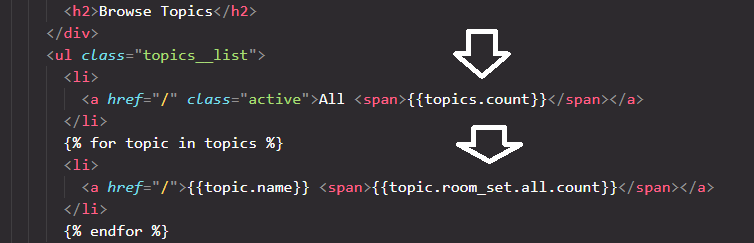 <h2>Browse Topics</h2>
</div>
<ul class="topics__list">
<li>
<a href="/" class="active">All <span>{{topics.count}}</span></a>
</li>
{% for topic in topics %}
<li>
<a href="/">{{topic.name}} <span>{{topic.room_set.all.count}}</span></a>
</li>
{% endfor %}